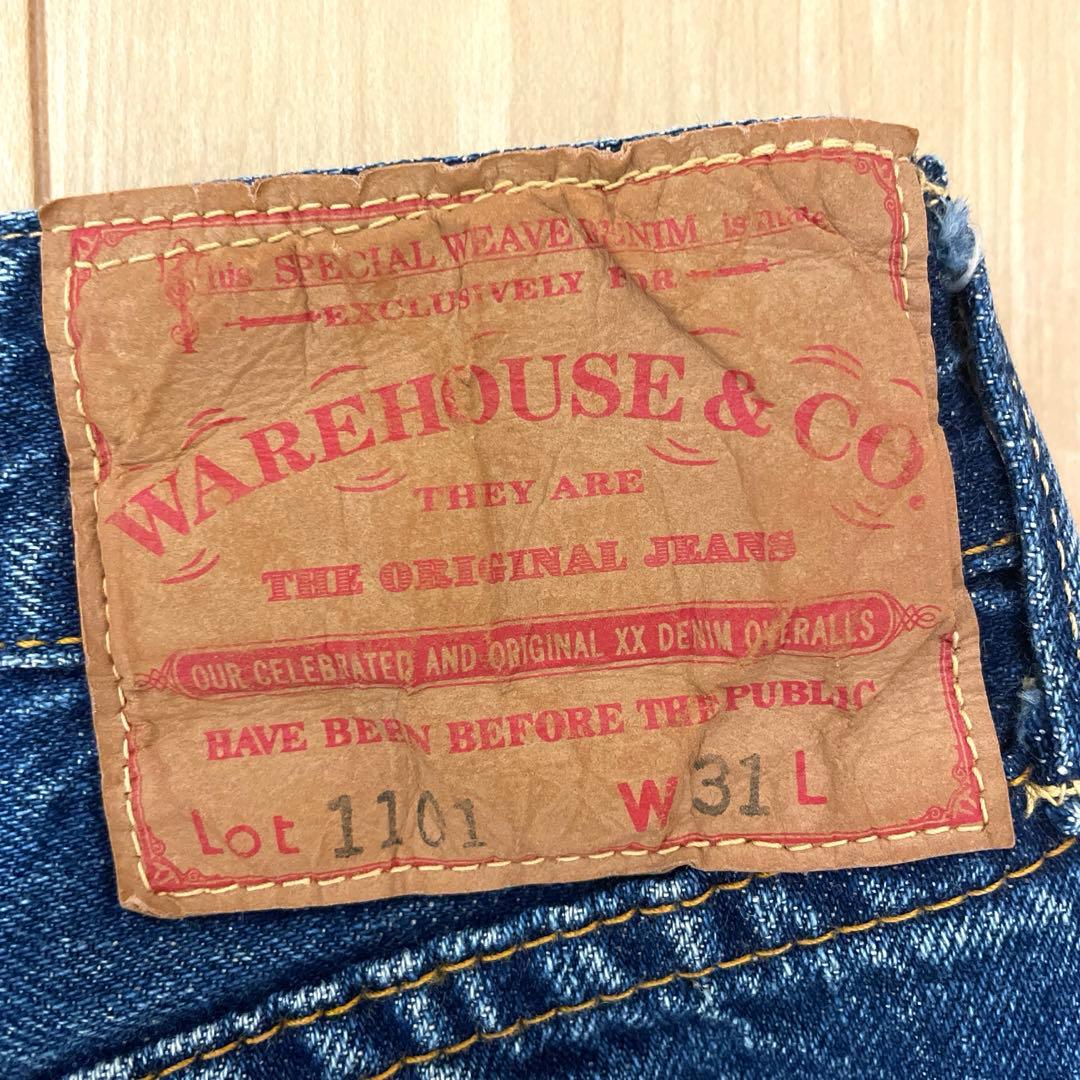 This SPECIAL WEAVE DENIM is made
EXCLUSIVELY FOR
WAREHOUSE & CO.
THEY ARE
THE ORIGINAL JEANS
OUR CELEBRATED AND ORIGINAL XX DENIM OVERALLS
HAVE BEEN BEFORE THE PUBLIC
Lot 1101 W 31 L